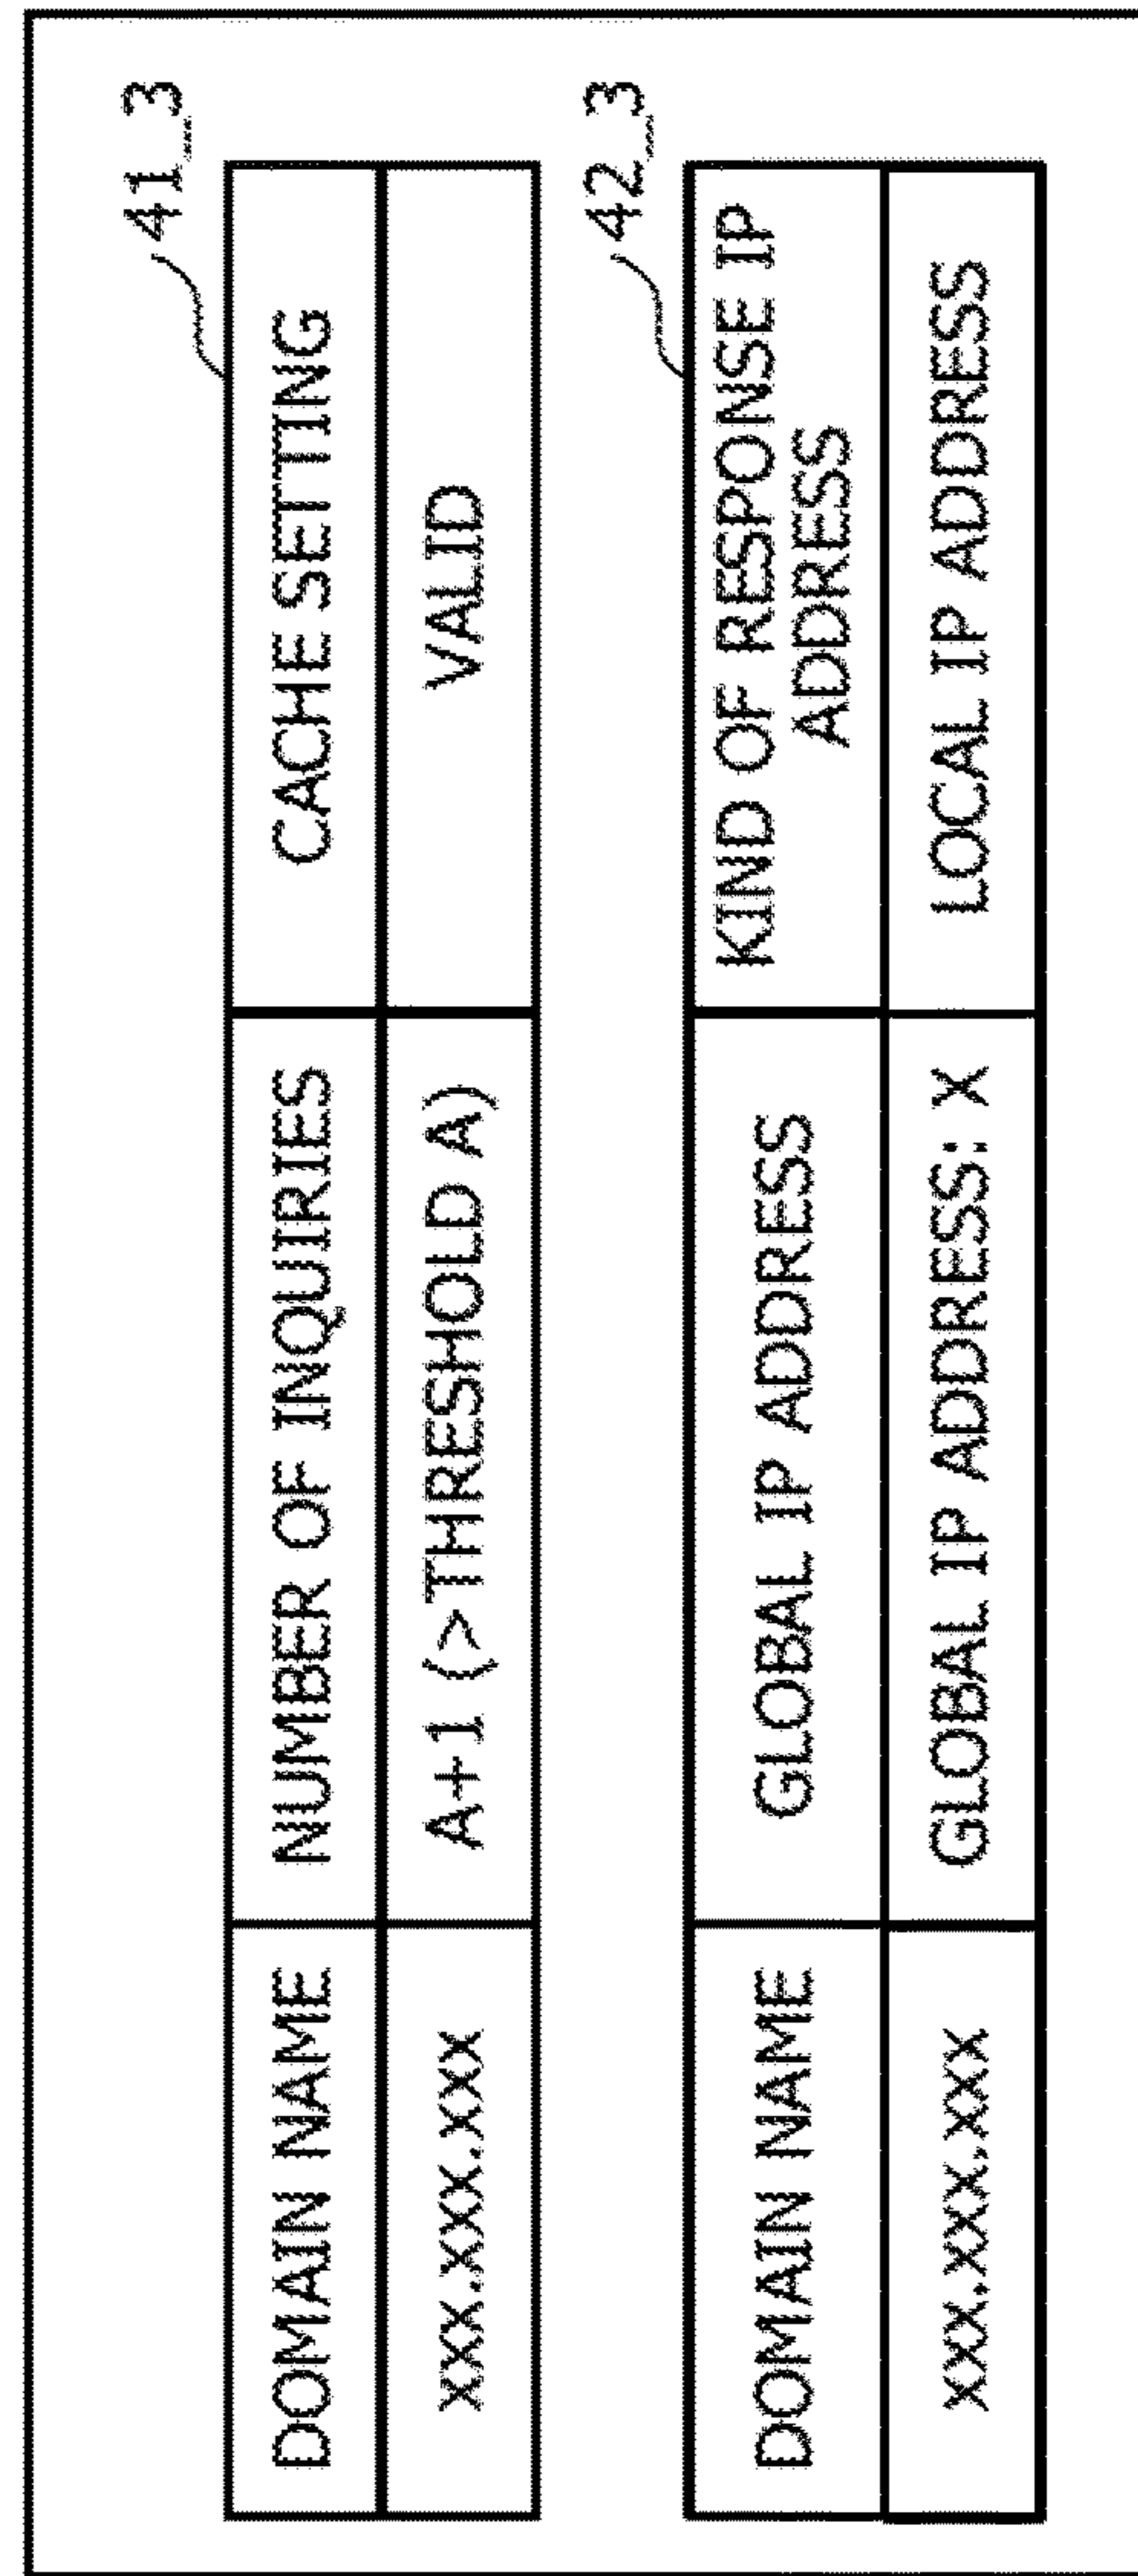 41_3
DOMAIN NAME NUMBER OF INQUIRIES CACHE SETTING
xxx.xxx.xxx A+1 (>THRESHOLD A) VALID
42_3
DOMAIN NAME GLOBAL IP ADDRESS KIND OF RESPONSE IP
ADDRESS
xxx.xxx.xxx GLOBAL IP ADDRESS: X LOCAL IP ADDRESS